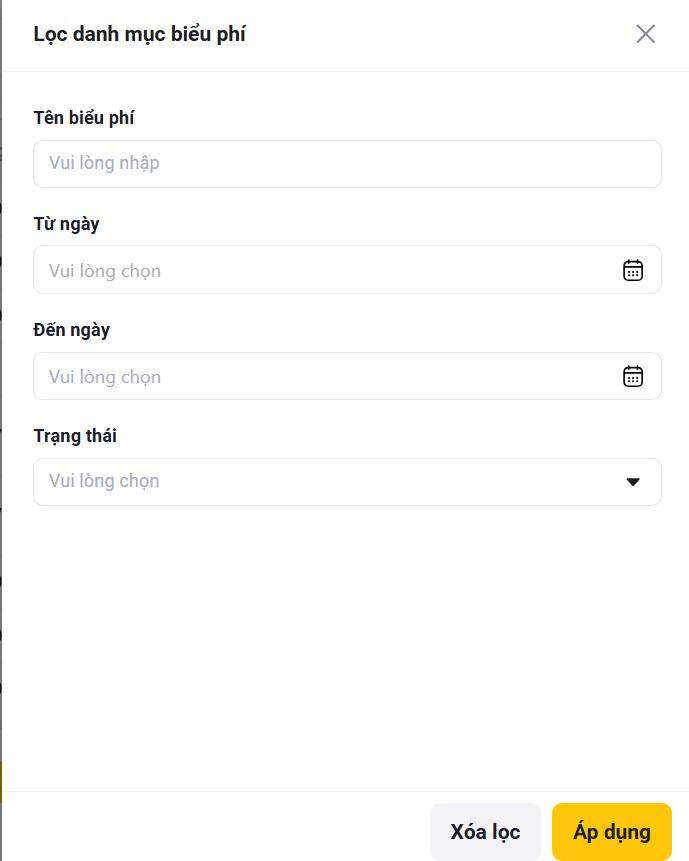 Lọc danh mục biểu phí
Tên biểu phí
Vui lòng nhập
Từ ngày
Vui lòng chọn
Đến ngày
Vui lòng chọn
Trạng thái
Vui lòng chọn
Xóa lọc
Áp dụng